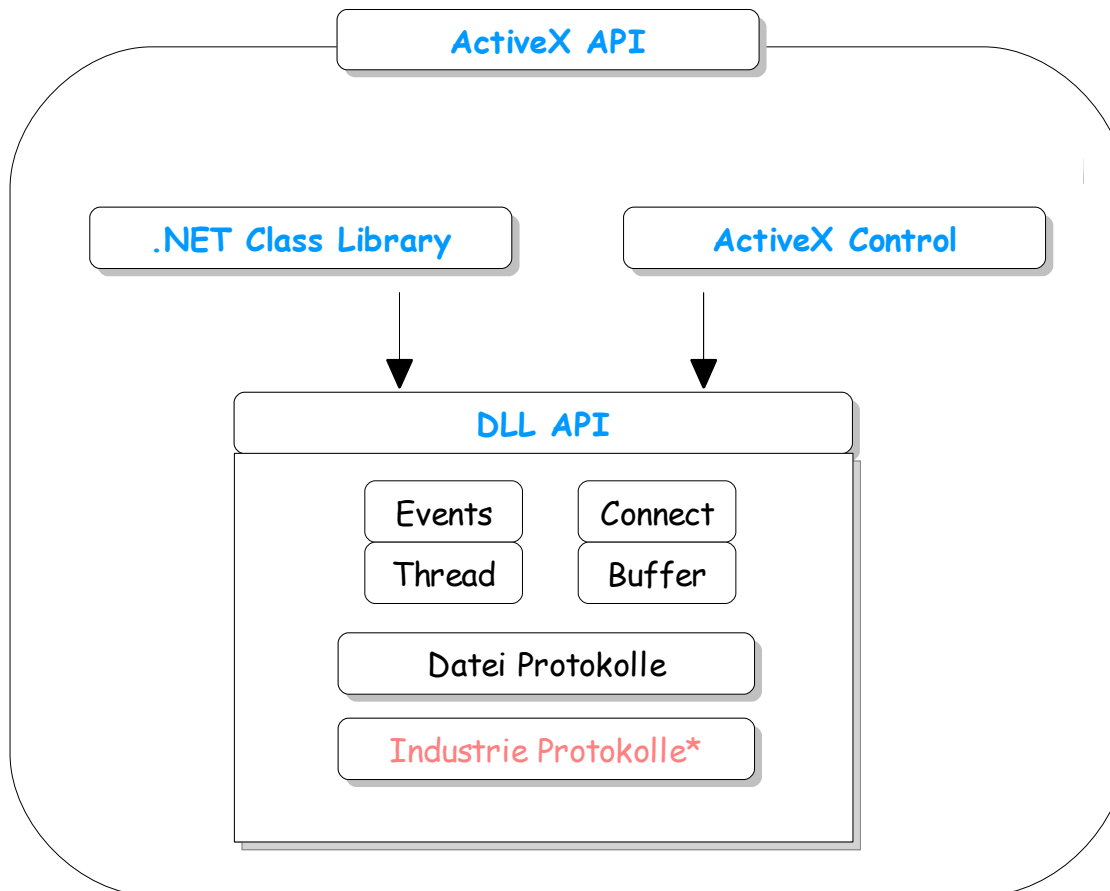 ActiveX API
.NET Class Library
ActiveX Control
DLL API
Events
Connect
Thread
Buffer
Datei Protokolle
Industrie Protokolle*